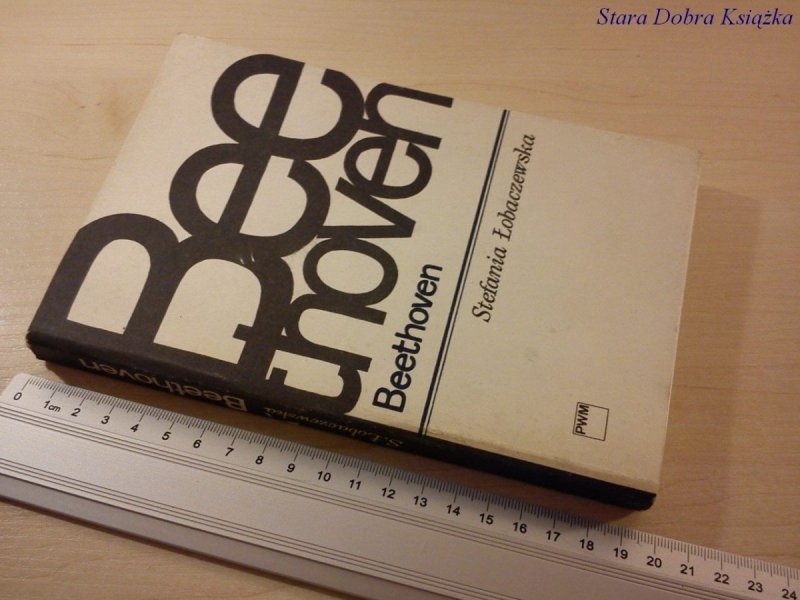 Stara Dobra Książka
Bee
thoven
Beethoven
Stefania Łobaczewska
PWM
S. Łobaczewska Beethoven
0 1cm 2 3 4 5 6 7 8 9 10 11 12 13 14 15 16 17 18 19 20 21 22 23 24